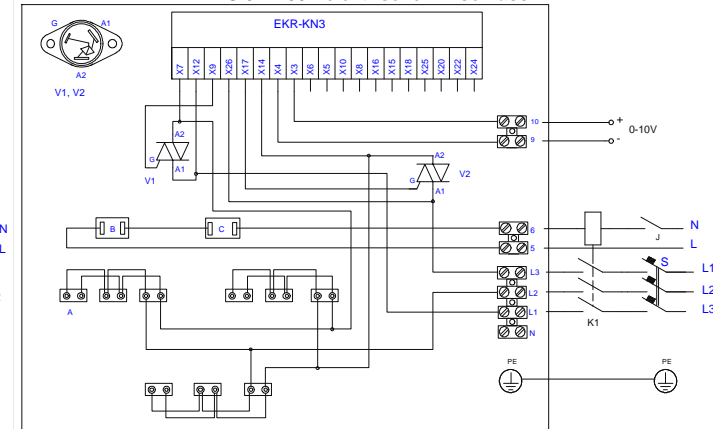 EKR-KN3
G A1
A2
V1, V2
X7 X12 X9 X26 X17 X14 X4 X3 X6 X5 X10 X8 X16 X15 X18 X25 X20 X22 X24
A2
G
A1
V1
A2
G
A1
V2
10
9
+
0-10V
-
B
C
6
5
N
L
J
N
L
A
L3
L2
L1
N
S
L1
L2
L3
K1
PE
PE